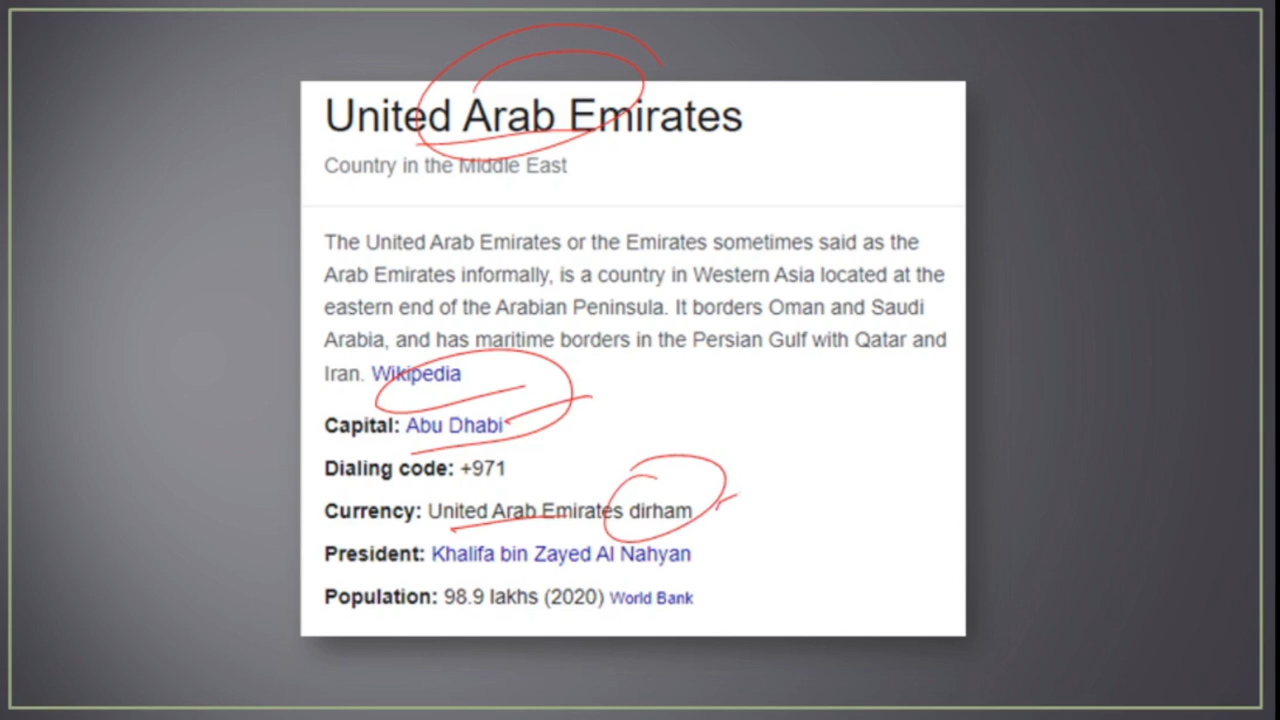 United Arab Emirates
Country in the Middle East
The United Arab Emirates or the Emirates sometimes said as the
Arab Emirates informally, is a country in Western Asia located at the
eastern end of the Arabian Peninsula. It borders Oman and Saudi
Arabia, and has maritime borders in the Persian Gulf with Qatar and
Iran. Wikipedia
Capital: Abu Dhabi
Dialing code: +971
Currency: United Arab Emirates dirham
President: Khalifa bin Zayed Al Nahyan
Population: 98.9 lakhs (2020) World Bank